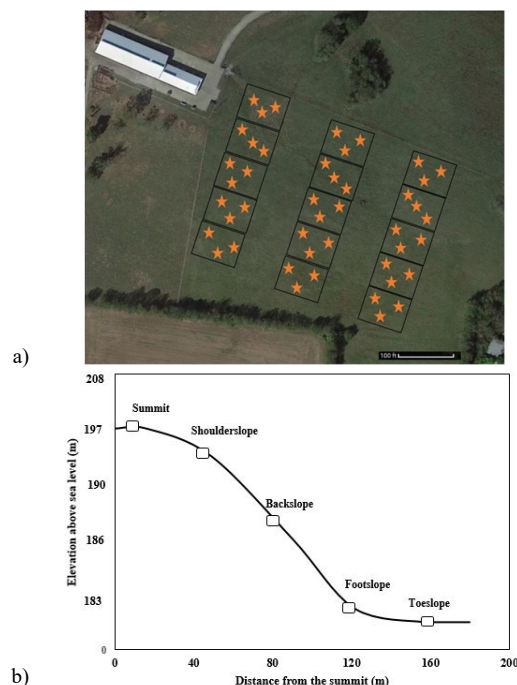 a)
100 ft
208
197
190
186
183
0
Elevation above sea level (m)
Summit
Shoulderslope
Backslope
Footslope
Toeslope
0
40
80
120
160
200
Distance from the summit (m)
b)